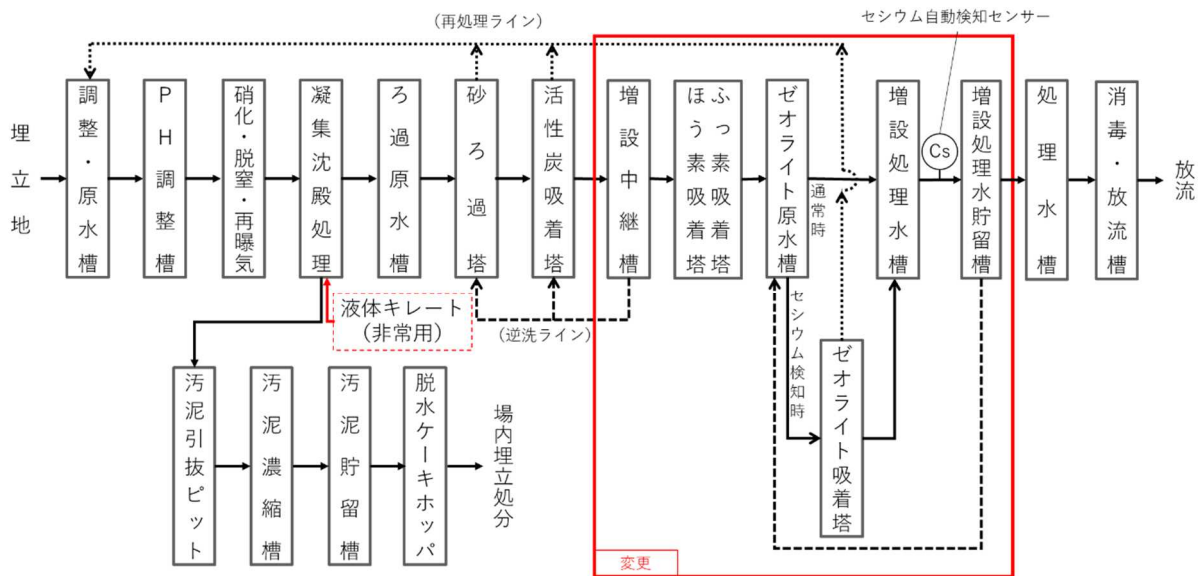 セシウム自動検知センサー
(再処理ライン)
埋立地
調整・原水槽
PH調整槽
硝化・脱窒・再曝気
凝集沈殿処理
ろ過原水槽
砂ろ過塔
活性炭吸着塔
増設中継槽
ふっ素吸着塔
ほう素吸着塔
ゼオライト原水槽
通常時
増設処理水槽
Cs
増設処理水貯留槽
処理水槽
消毒・放流槽
放流
液体キレート
(非常用)
(逆洗ライン)
セシウム検知時
ゼオライト吸着塔
汚泥引抜ピット
汚泥濃縮槽
汚泥貯留槽
脱水ケーキホッパ
場内埋立処分
変更